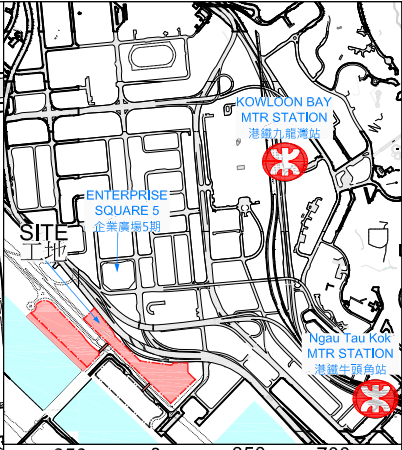 KOWLOON BAY
MTR STATION
港鐵九龍灣站
ENTERPRISE
SQUARE 5
企業廣場5期
SITE
工地
Ngau Tau Kok
MTR STATION
港鐵牛頭角站